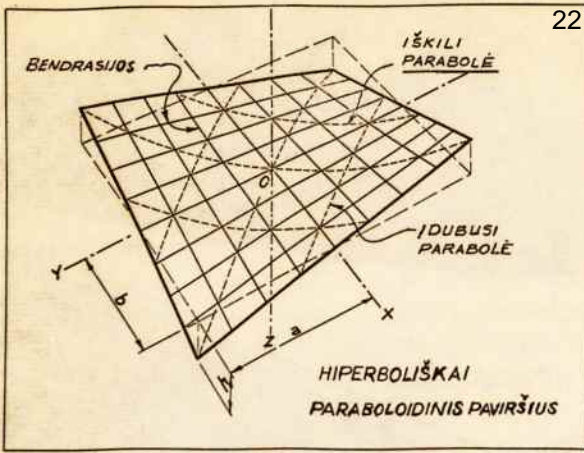 22
BENDRASIJOS
IŠKILI
PARABOLĖ
O
ĮDUBUSI
PARABOLĖ
Y
b
a
X
Z
h
HIPERBOLIŠKAI
PARABOLOIDINIS PAVIRŠIUS